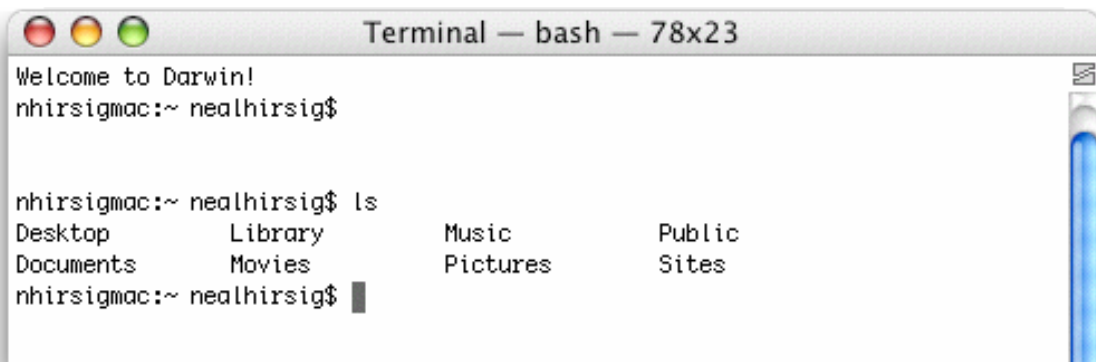 Terminal — bash — 78x23
Welcome to Darwin!
nhirsigmac:~ nealhirsig$
nhirsigmac:~ nealhirsig$ ls
Desktop Library Music Public
Documents Movies Pictures Sites
nhirsigmac:~ nealhirsig$